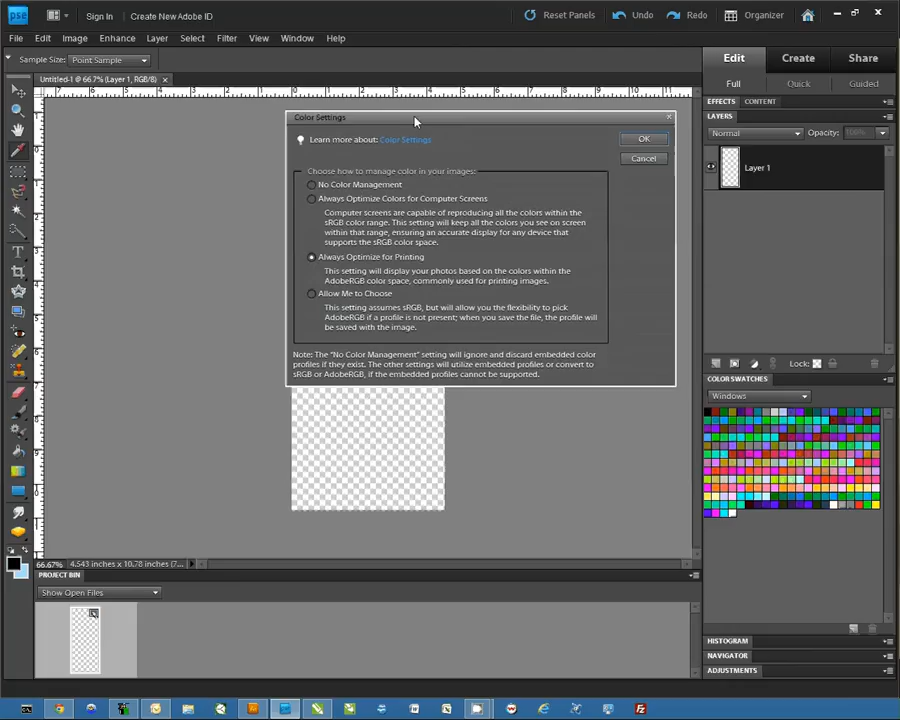 pse
Sign In
Create New Adobe ID
Reset Panels
Undo
Redo
Organizer
File Edit Image Enhance Layer Select Filter View Window Help
Sample Size: Point Sample
Edit Create Share
Untitled-1 @ 66.7% (Layer 1, RGB/8)
Full Quick Guided
EFFECTS CONTENT
LAYERS
Normal
Opacity: 100%
Layer 1
Lock:
Color Settings
Learn more about: Color Settings
OK
Cancel
Choose how to manage color in your images:
No Color Management
Always Optimize Colors for Computer Screens
Computer screens are capable of reproducing all the colors within the
sRGB color range. This setting will keep all the colors you see on screen
within that range, ensuring an accurate display for any device that
supports the sRGB color space.
Always Optimize for Printing
This setting will display your photos based on the colors within the
AdobeRGB color space, commonly used for printing images.
Allow Me to Choose
This setting assumes sRGB, but will allow you the flexibility to pick
AdobeRGB if a profile is not present; when you save the file, the profile will
be saved with the image.
Note: The "No Color Management" setting will ignore and discard embedded color
profiles if they exist. The other settings will utilize embedded profiles or convert to
sRGB or AdobeRGB, if the embedded profiles cannot be supported.
COLOR SWATCHES
Windows
66.67% 4.543 inches x 10.78 inches (7...
PROJECT BIN
Show Open Files
HISTOGRAM
NAVIGATOR
ADJUSTMENTS